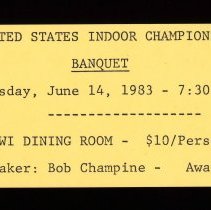 TED STATES INDOOR CHAMPION
BANQUET
sday, June 14, 1983 - 7:30
-------------------
WI DINING ROOM - $10/Pers
aker: Bob Champine - Awa